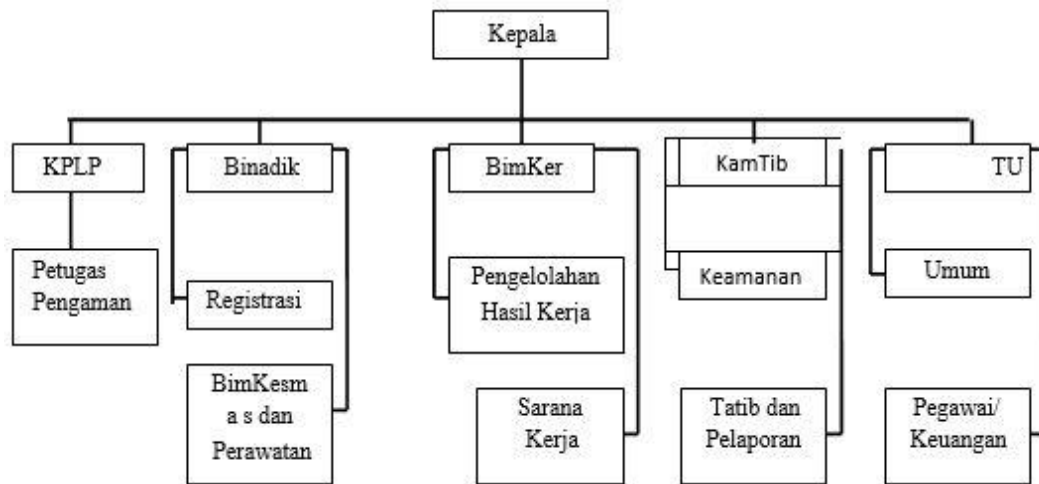 Kepala
KPLP
Binadik
BimKer
KamTib
TU
Petugas
Pengaman
Registrasi
Pengelolahan
Hasil Kerja
Keamanan
Umum
BimKesm
a s dan
Perawatan
Sarana
Kerja
Tatib dan
Pelaporan
Pegawai/
Keuangan